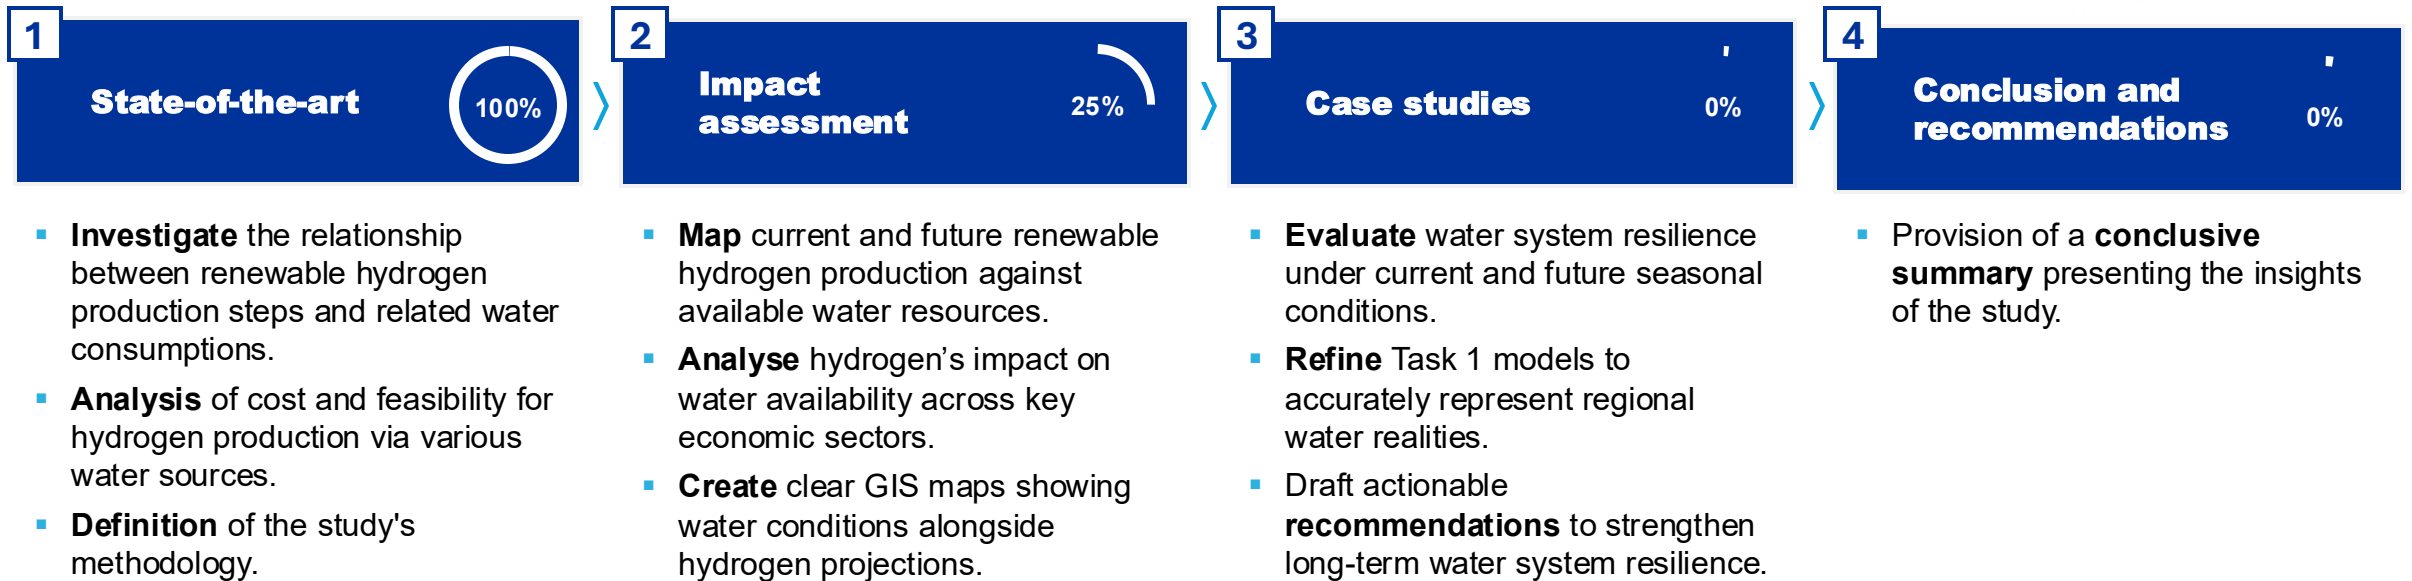 1
State-of-the-art
100%
Investigate the relationship
between renewable hydrogen
production steps and related water
consumptions.
Analysis of cost and feasibility for
hydrogen production via various
water sources.
Definition of the study's
methodology.
2
Impact
assessment
25%
Map current and future renewable
hydrogen production against
available water resources.
Analyse hydrogen’s impact on
water availability across key
economic sectors.
Create clear GIS maps showing
water conditions alongside
hydrogen projections.
3
Case studies
0%
Evaluate water system resilience
under current and future seasonal
conditions.
Refine Task 1 models to
accurately represent regional
water realities.
Draft actionable
recommendations to strengthen
long-term water system resilience.
4
Conclusion and
recommendations
0%
Provision of a conclusive
summary presenting the insights
of the study.